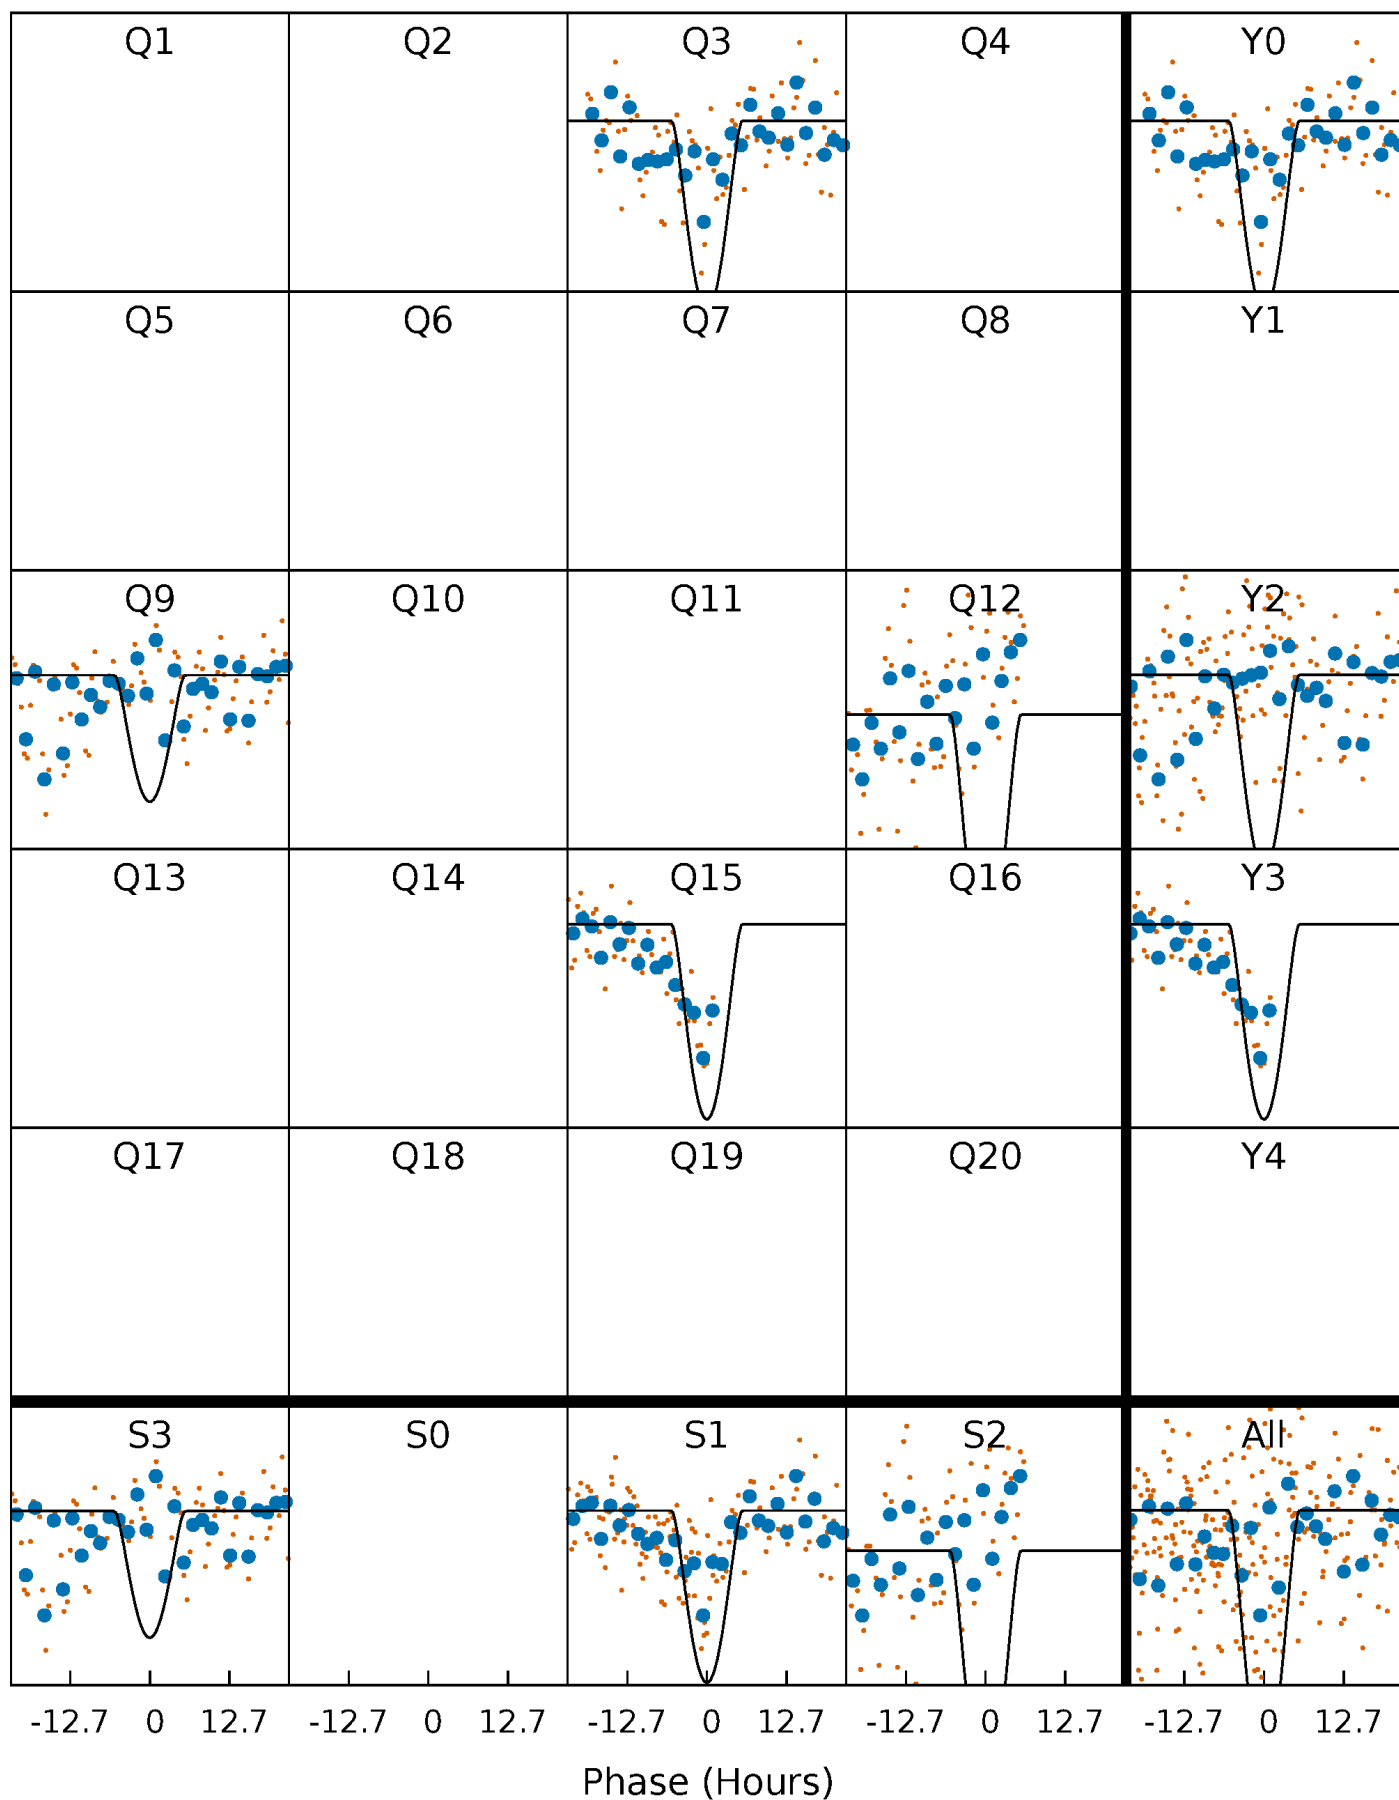 Q1 Q2 Q3 Q4 Y0
Q5 Q6 Q7 Q8 Y1
Q9 Q10 Q11 Q12 Y2
Q13 Q14 Q15 Q16 Y3
Q17 Q18 Q19 Q20 Y4
S3 S0 S1 S2 All
-12.7 0 12.7 -12.7 0 12.7 -12.7 0 12.7 -12.7 0 12.7 -12.7 0 12.7
Phase (Hours)